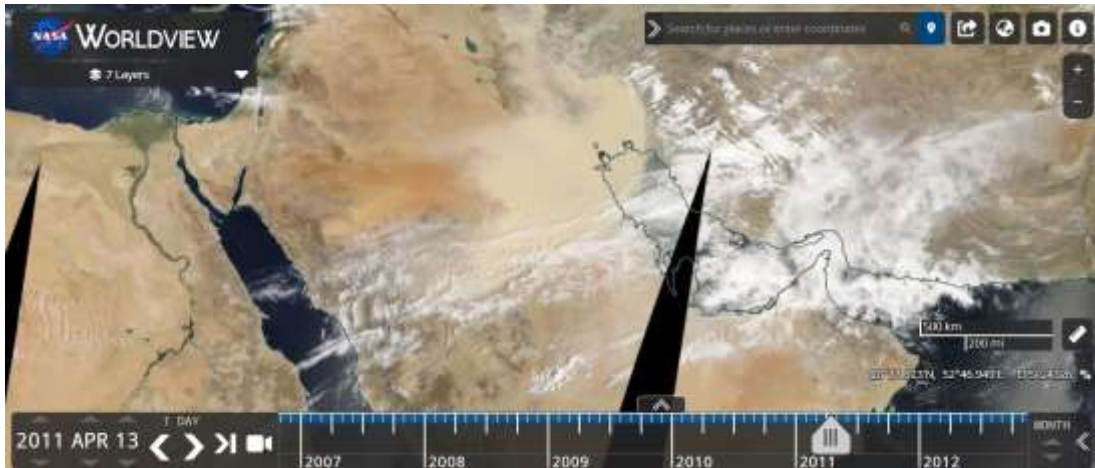 NASA WORLDVIEW
7 Layers
Search for places or enter coordinates
+
-
500 km
200 mi
1 DAY
2011 APR 13
2007
2008
2009
2010
2011
2012
MONTH